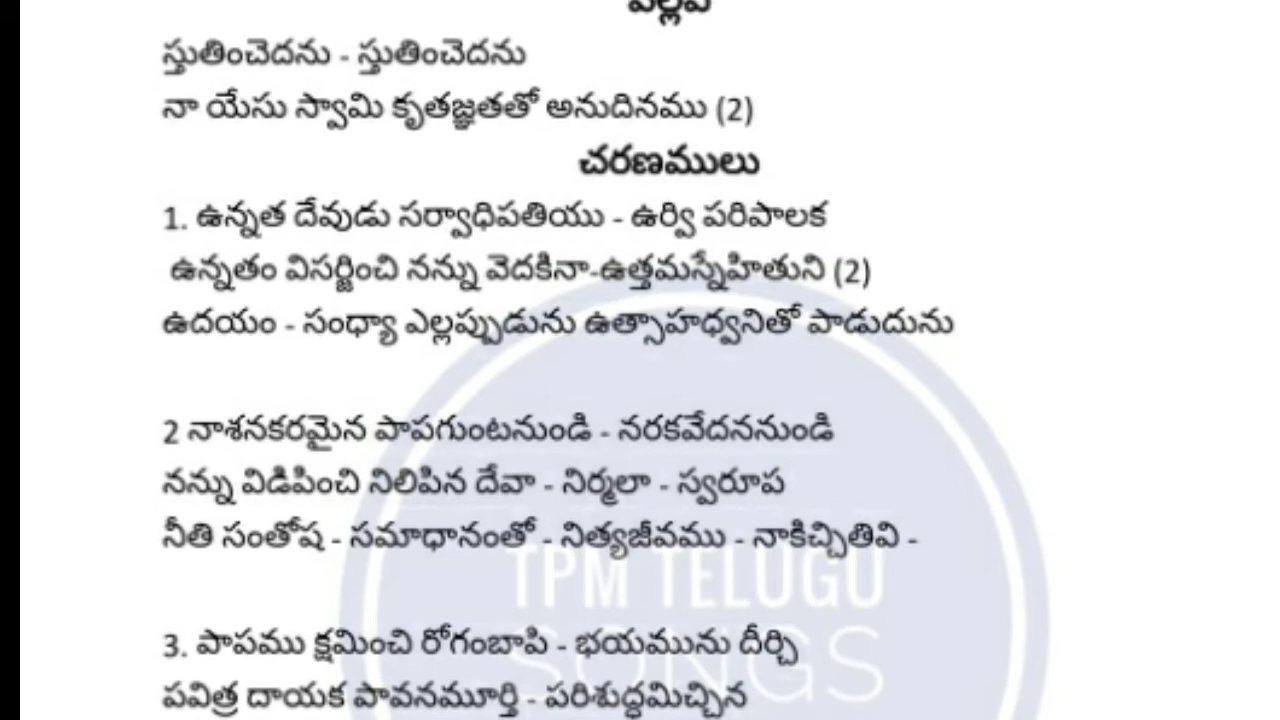 పల్లవి
స్తుతించెదను - స్తుతించెదను
నా యేసు స్వామి కృతజ్ఞతతో అనుదినము (2)
చరణములు
1. ఉన్నత దేవుడు సర్వాధిపతియు - ఉర్వి పరిపాలక
ఉన్నతం విసర్జించి నన్ను వెదకినా-ఉత్తమస్నేహితుని (2)
ఉదయం - సంధ్యా ఎల్లప్పుడును ఉత్సాహధ్వనితో పాడుదును
2 నాశనకరమైన పాపగుంటనుండి - నరకవేదననుండి
నన్ను విడిపించి నిలిపిన దేవా - నిర్మలా - స్వరూప
నీతి సంతోష - సమాధానంతో - నిత్యజీవము - నాకిచ్చితివి -
TPM TELUGU
SONGS
3. పాపము క్షమించి రోగంబాపి - భయమును దీర్చి
పవిత్ర దాయక పావనమూర్తి - పరిశుద్ధమిచ్చిన